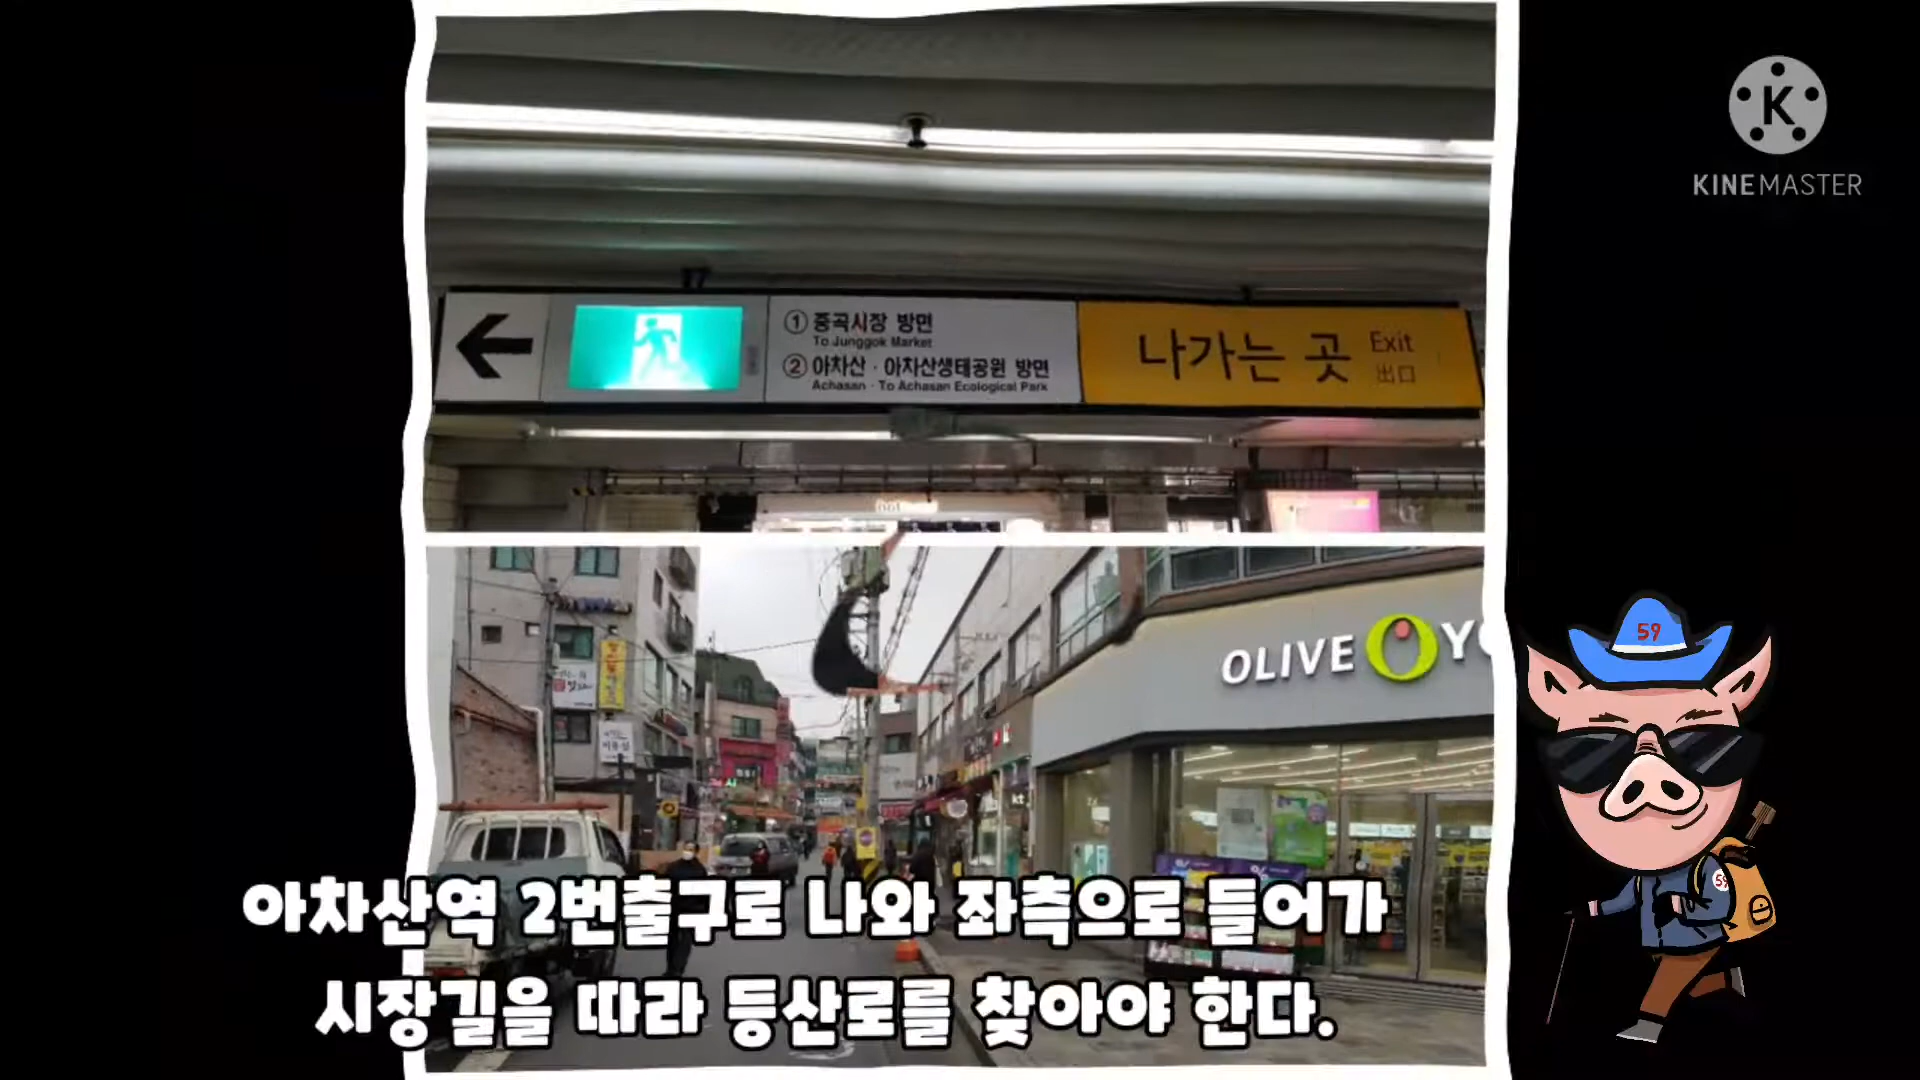 K
KINEMASTER
① 중곡시장 방면
To Junggok Market
② 아차산 · 아차산생태공원 방면
Achasan · To Achasan Ecological Park
나가는 곳 Exit
出口
OLIVE YO
kt
59
59
아차산역 2번출구로 나와 좌측으로 들어가
시장길을 따라 등산로를 찾아야 한다.